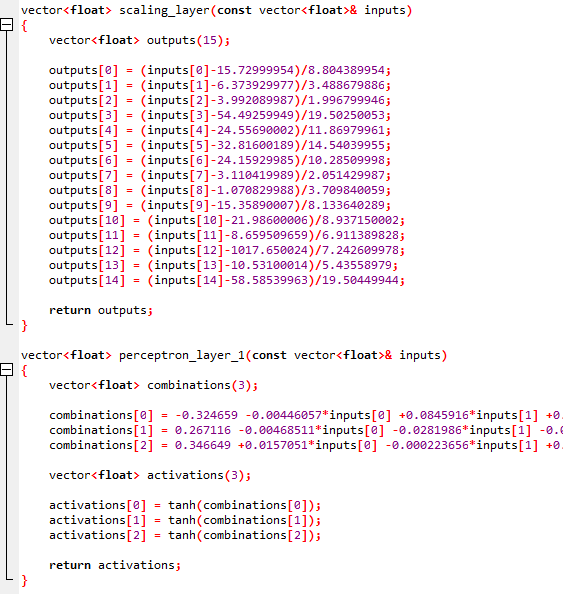 vector<float> scaling_layer(const vector<float>& inputs)
{
vector<float> outputs(15);
outputs[0] = (inputs[0]-15.72999954)/8.804389954;
outputs[1] = (inputs[1]-6.373929977)/3.488679886;
outputs[2] = (inputs[2]-3.992089987)/1.996799946;
outputs[3] = (inputs[3]-54.49259949)/19.50250053;
outputs[4] = (inputs[4]-24.55690002)/11.86979961;
outputs[5] = (inputs[5]-32.81600189)/14.54039955;
outputs[6] = (inputs[6]-24.15929985)/10.28509998;
outputs[7] = (inputs[7]-3.110419989)/2.051429987;
outputs[8] = (inputs[8]-1.070829988)/3.709840059;
outputs[9] = (inputs[9]-15.35890007)/8.133640289;
outputs[10] = (inputs[10]-21.98600006)/8.937150002;
outputs[11] = (inputs[11]-8.659509659)/6.911389828;
outputs[12] = (inputs[12]-1017.650024)/7.242609978;
outputs[13] = (inputs[13]-10.53100014)/5.43558979;
outputs[14] = (inputs[14]-58.58539963)/19.50449944;
return outputs;
}
vector<float> perceptron_layer_1(const vector<float>& inputs)
{
vector<float> combinations(3);
combinations[0] = -0.324659 -0.00446057*inputs[0] +0.0845916*inputs[1] +0.
combinations[1] = 0.267116 -0.00468511*inputs[0] -0.0281986*inputs[1] -0.0
combinations[2] = 0.346649 +0.0157051*inputs[0] -0.000223656*inputs[1] +0.
vector<float> activations(3);
activations[0] = tanh(combinations[0]);
activations[1] = tanh(combinations[1]);
activations[2] = tanh(combinations[2]);
return activations;
}